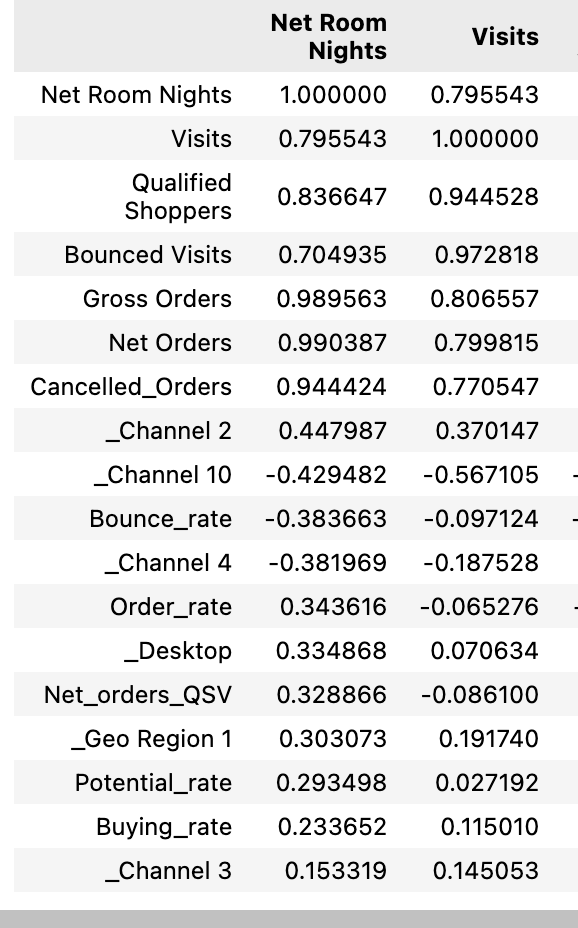 Net Room Nights Visits
Net Room Nights 1.000000 0.795543
Visits 0.795543 1.000000
Qualified Shoppers 0.836647 0.944528
Bounced Visits 0.704935 0.972818
Gross Orders 0.989563 0.806557
Net Orders 0.990387 0.799815
Cancelled_Orders 0.944424 0.770547
_Channel 2 0.447987 0.370147
_Channel 10 -0.429482 -0.567105
Bounce_rate -0.383663 -0.097124
_Channel 4 -0.381969 -0.187528
Order_rate 0.343616 -0.065276
_Desktop 0.334868 0.070634
Net_orders_QSV 0.328866 -0.086100
_Geo Region 1 0.303073 0.191740
Potential_rate 0.293498 0.027192
Buying_rate 0.233652 0.115010
_Channel 3 0.153319 0.145053